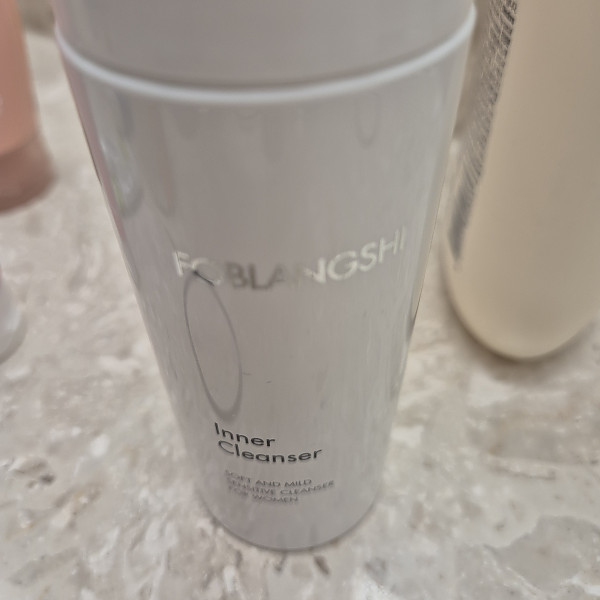 FOBLANGSHI
Inner
Cleanser
SOFT AND MILD
SENSITIVE CLEANSER
FOR WOMEN